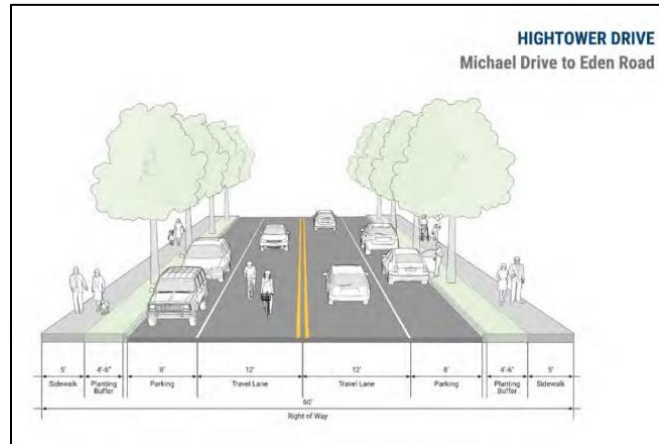 HIGHTOWER DRIVE
Michael Drive to Eden Road
5' 4'-6" 8' 12' 12' 8' 4'-6" 5'
Sidewalk Planting Buffer Parking Travel Lane Travel Lane Parking Planting Buffer Sidewalk
60'
Right of Way